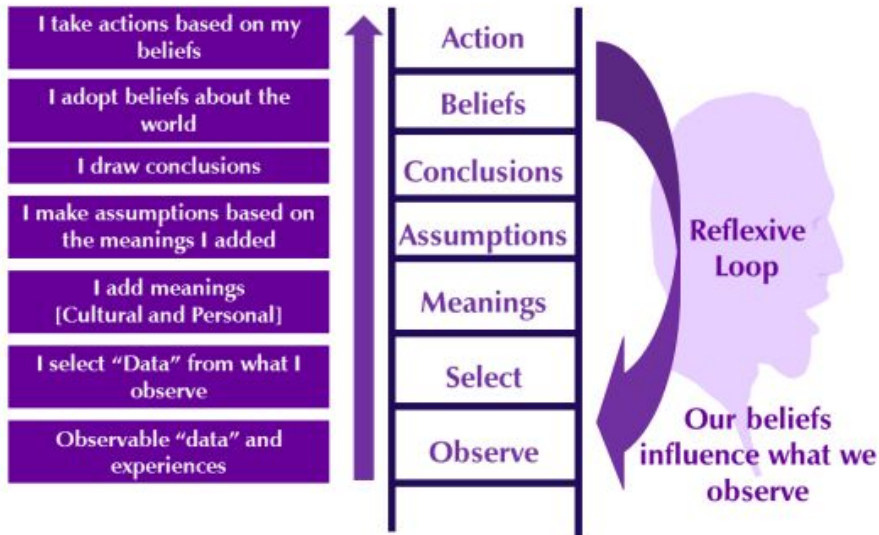 I take actions based on my
beliefs
I adopt beliefs about the
world
I draw conclusions
I make assumptions based on
the meanings I added
I add meanings
[Cultural and Personal]
I select “Data” from what I
observe
Observable “data” and
experiences
Action
Beliefs
Conclusions
Assumptions
Meanings
Select
Observe
Reflexive
Loop
Our beliefs
influence what we
observe